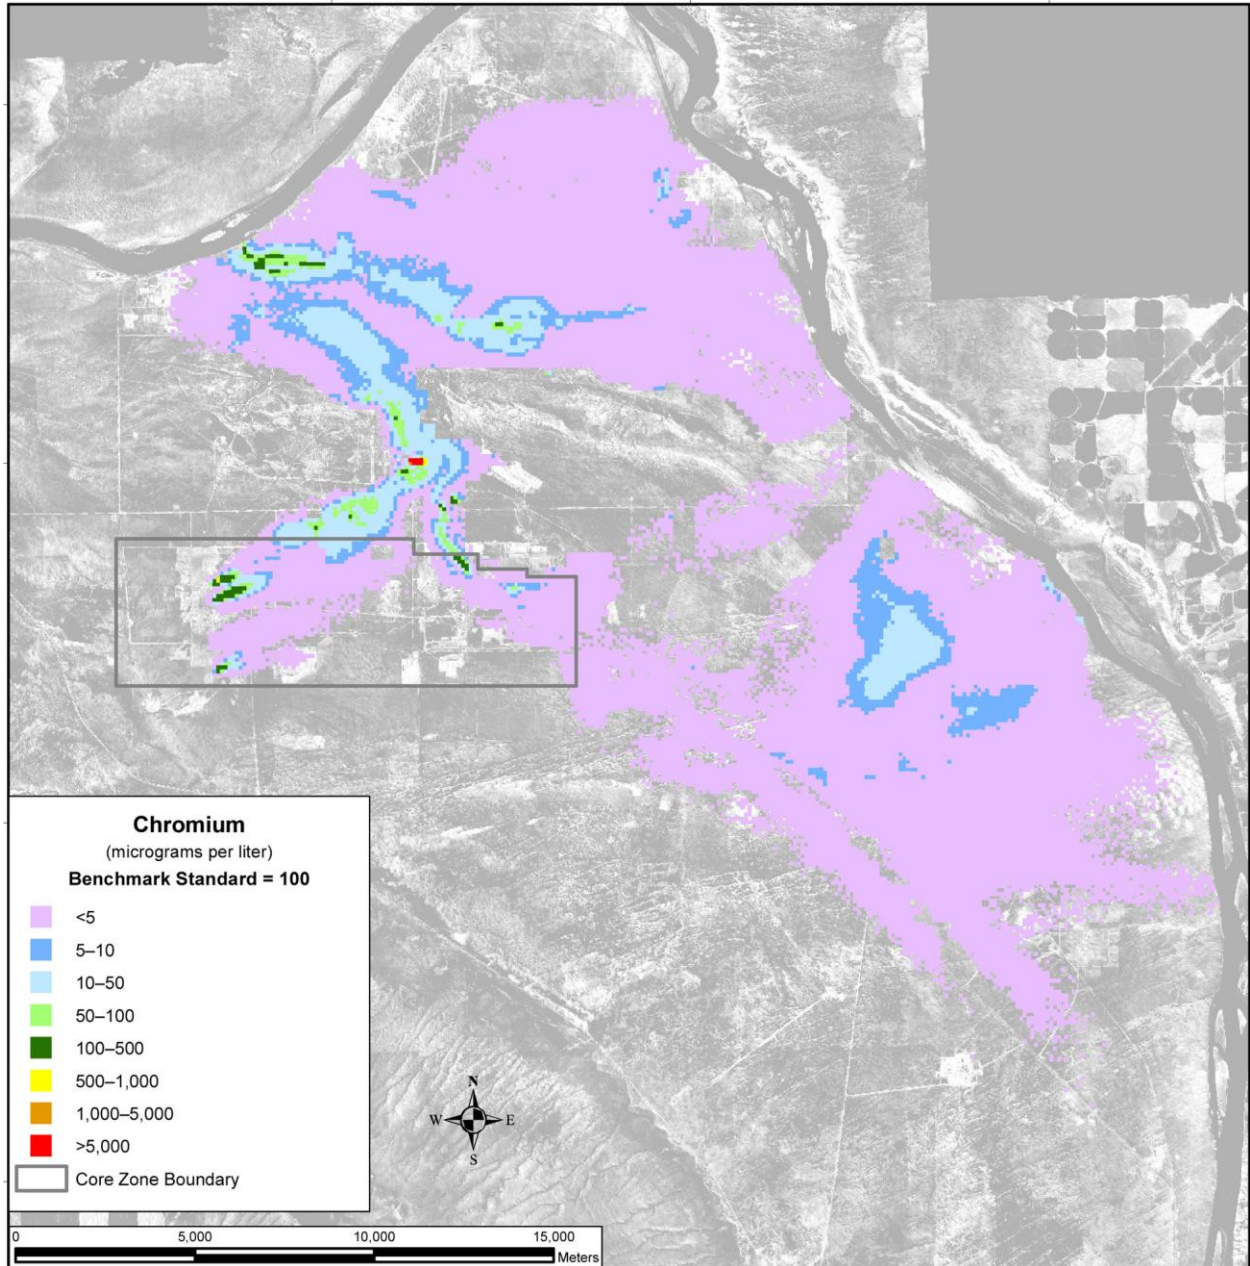 N
W E
S
Chromium
(micrograms per liter)
Benchmark Standard = 100
<5
5–10
10–50
50–100
100–500
500–1,000
1,000–5,000
>5,000
Core Zone Boundary
0 5,000 10,000 15,000
Meters